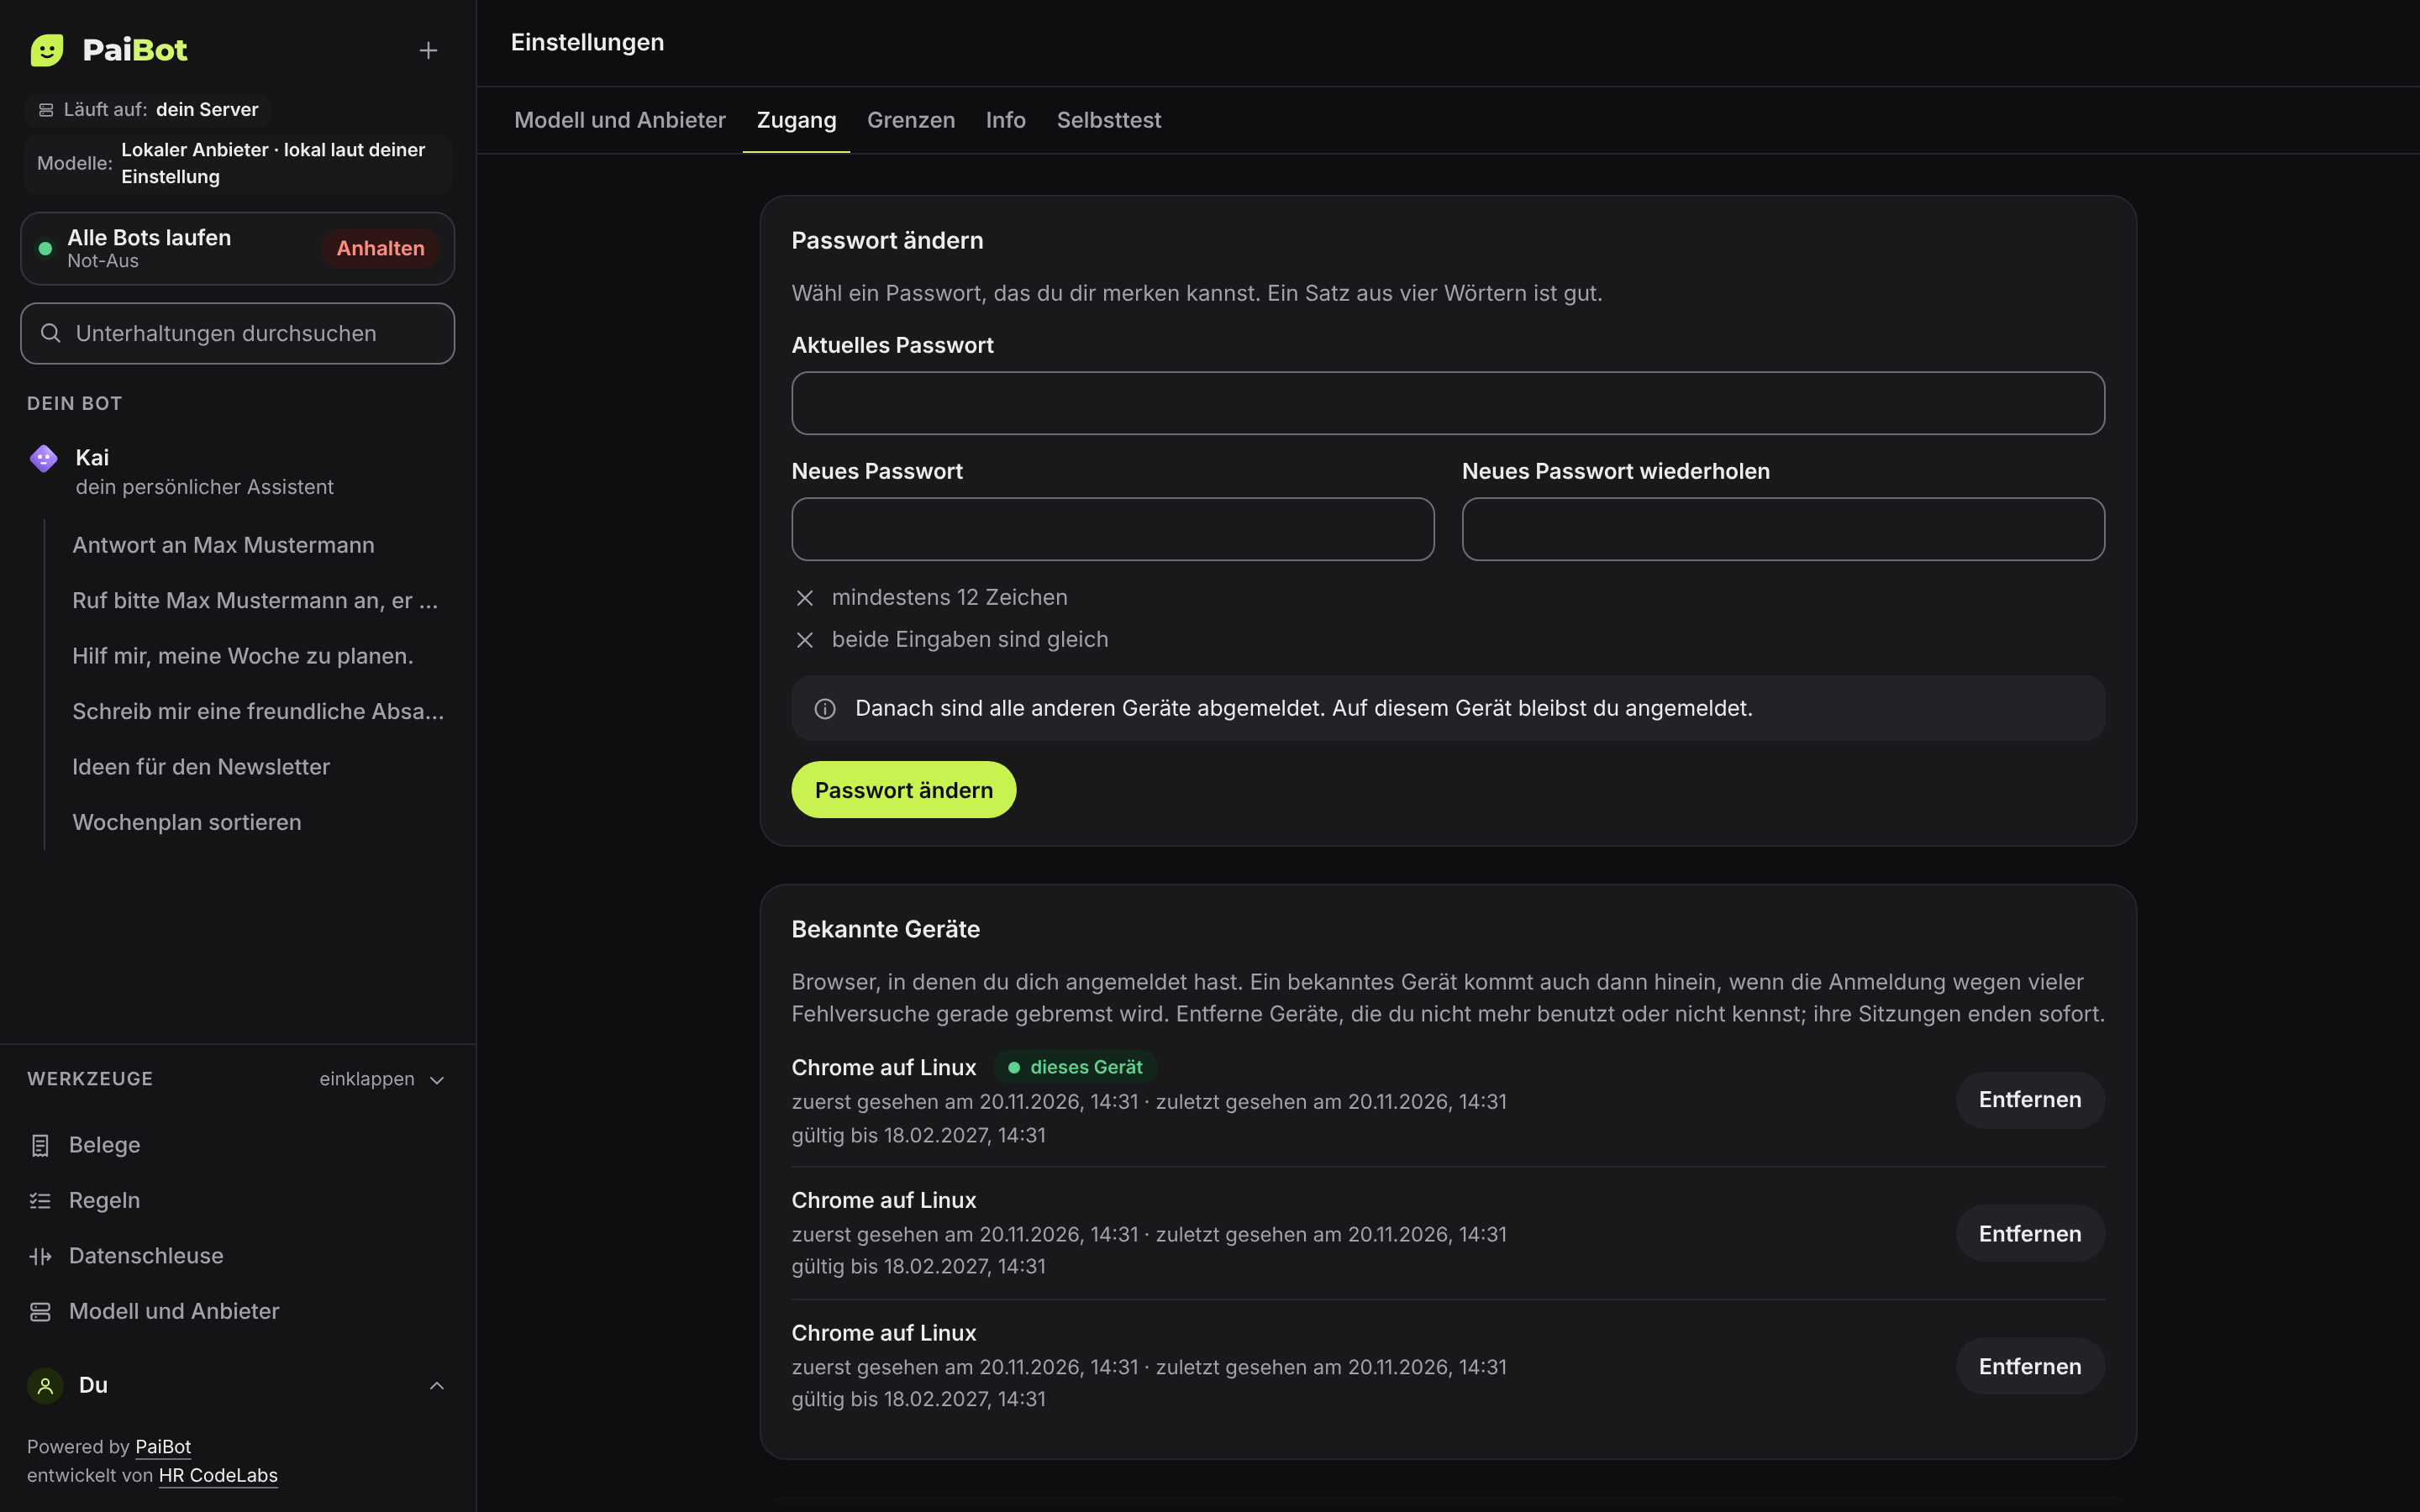 PaiBot
Läuft auf: dein Server
Modelle: Lokaler Anbieter · lokal laut deiner
Einstellung
Alle Bots laufen
Not-Aus
Anhalten
Unterhaltungen durchsuchen
DEIN BOT
Kai
dein persönlicher Assistent
Antwort an Max Mustermann
Ruf bitte Max Mustermann an, er ...
Hilf mir, meine Woche zu planen.
Schreib mir eine freundliche Absa...
Ideen für den Newsletter
Wochenplan sortieren
WERKZEUGE
einklappen
Belege
Regeln
Datenschleuse
Modell und Anbieter
Du
Powered by PaiBot
entwickelt von HR CodeLabs
Einstellungen
Modell und Anbieter
Zugang
Grenzen
Info
Selbsttest
Passwort ändern
Wähl ein Passwort, das du dir merken kannst. Ein Satz aus vier Wörtern ist gut.
Aktuelles Passwort
Neues Passwort
Neues Passwort wiederholen
mindestens 12 Zeichen
beide Eingaben sind gleich
Danach sind alle anderen Geräte abgemeldet. Auf diesem Gerät bleibst du angemeldet.
Passwort ändern
Bekannte Geräte
Browser, in denen du dich angemeldet hast. Ein bekanntes Gerät kommt auch dann hinein, wenn die Anmeldung wegen vieler
Fehlversuche gerade gebremst wird. Entferne Geräte, die du nicht mehr benutzt oder nicht kennst; ihre Sitzungen enden sofort.
Chrome auf Linux
dieses Gerät
zuerst gesehen am 20.11.2026, 14:31 · zuletzt gesehen am 20.11.2026, 14:31
gültig bis 18.02.2027, 14:31
Entfernen
Chrome auf Linux
zuerst gesehen am 20.11.2026, 14:31 · zuletzt gesehen am 20.11.2026, 14:31
gültig bis 18.02.2027, 14:31
Entfernen
Chrome auf Linux
zuerst gesehen am 20.11.2026, 14:31 · zuletzt gesehen am 20.11.2026, 14:31
gültig bis 18.02.2027, 14:31
Entfernen